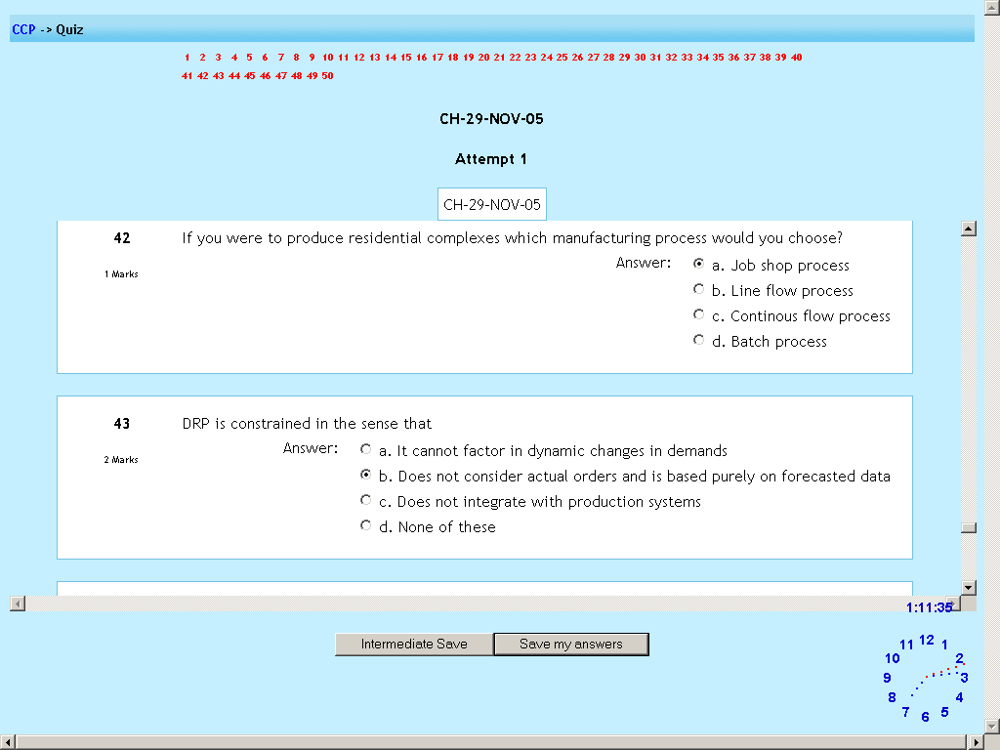 CCP -> Quiz
1 2 3 4 5 6 7 8 9 10 11 12 13 14 15 16 17 18 19 20 21 22 23 24 25 26 27 28 29 30 31 32 33 34 35 36 37 38 39 40
41 42 43 44 45 46 47 48 49 50
CH-29-NOV-05
Attempt 1
CH-29-NOV-05
42 If you were to produce residential complexes which manufacturing process would you choose?
1 Marks
Answer: a. Job shop process
b. Line flow process
c. Continous flow process
d. Batch process
43 DRP is constrained in the sense that
2 Marks
Answer: a. It cannot factor in dynamic changes in demands
b. Does not consider actual orders and is based purely on forecasted data
c. Does not integrate with production systems
d. None of these
1:11:35
Intermediate Save Save my answers
12
11 1
10 2
9 3
8 4
7 5
6